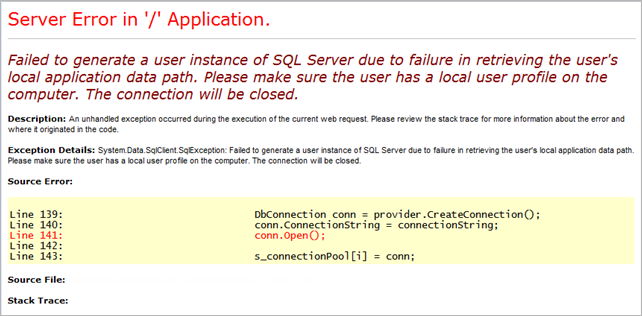 Server Error in '/' Application.
Failed to generate a user instance of SQL Server due to failure in retrieving the user's
local application data path. Please make sure the user has a local user profile on the
computer. The connection will be closed.
Description: An unhandled exception occurred during the execution of the current web request. Please review the stack trace for more information about the error and
where it originated in the code.
Exception Details: System.Data.SqlClient.SqlException: Failed to generate a user instance of SQL Server due to failure in retrieving the user's local application data path.
Please make sure the user has a local user profile on the computer. The connection will be closed.
Source Error:
Line 139: DbConnection conn = provider.CreateConnection();
Line 140: conn.ConnectionString = connectionString;
Line 141: conn.Open();
Line 142:
Line 143: s_connectionPool[i] = conn;
Source File:
Stack Trace: